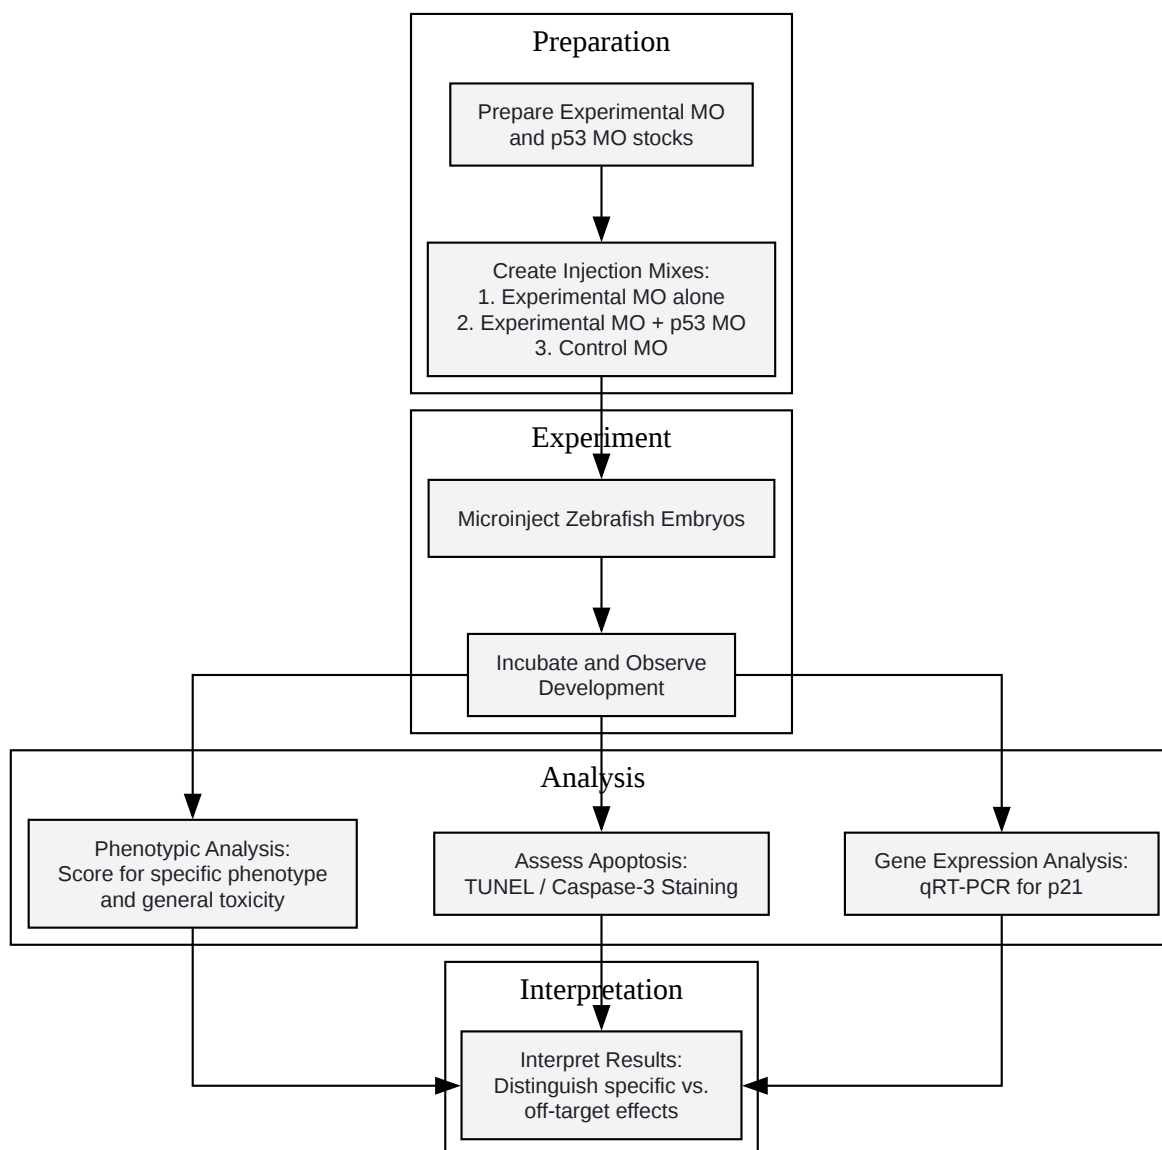 Preparation
Prepare Experimental MO
and p53 MO stocks
Create Injection Mixes:
1. Experimental MO alone
2. Experimental MO + p53 MO
3. Control MO
Experiment
Microinject Zebrafish Embryos
Incubate and Observe
Development
Analysis
Phenotypic Analysis:
Score for specific phenotype
and general toxicity
Assess Apoptosis:
TUNEL / Caspase-3 Staining
Gene Expression Analysis:
qRT-PCR for p21
Interpretation
Interpret Results:
Distinguish specific vs.
off-target effects